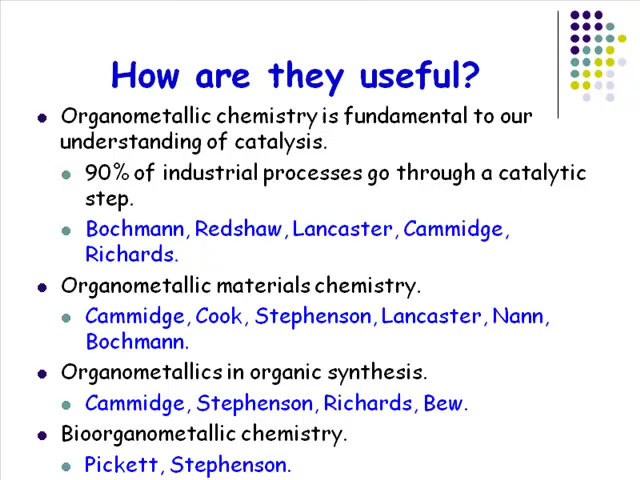 How are they useful?
Organometallic chemistry is fundamental to our
understanding of catalysis.
90% of industrial processes go through a catalytic
step.
Bochmann, Redshaw, Lancaster, Cammidge,
Richards.
Organometallic materials chemistry.
Cammidge, Cook, Stephenson, Lancaster, Nann,
Bochmann.
Organometallics in organic synthesis.
Cammidge, Stephenson, Richards, Bew.
Bioorganometallic chemistry.
Pickett, Stephenson.